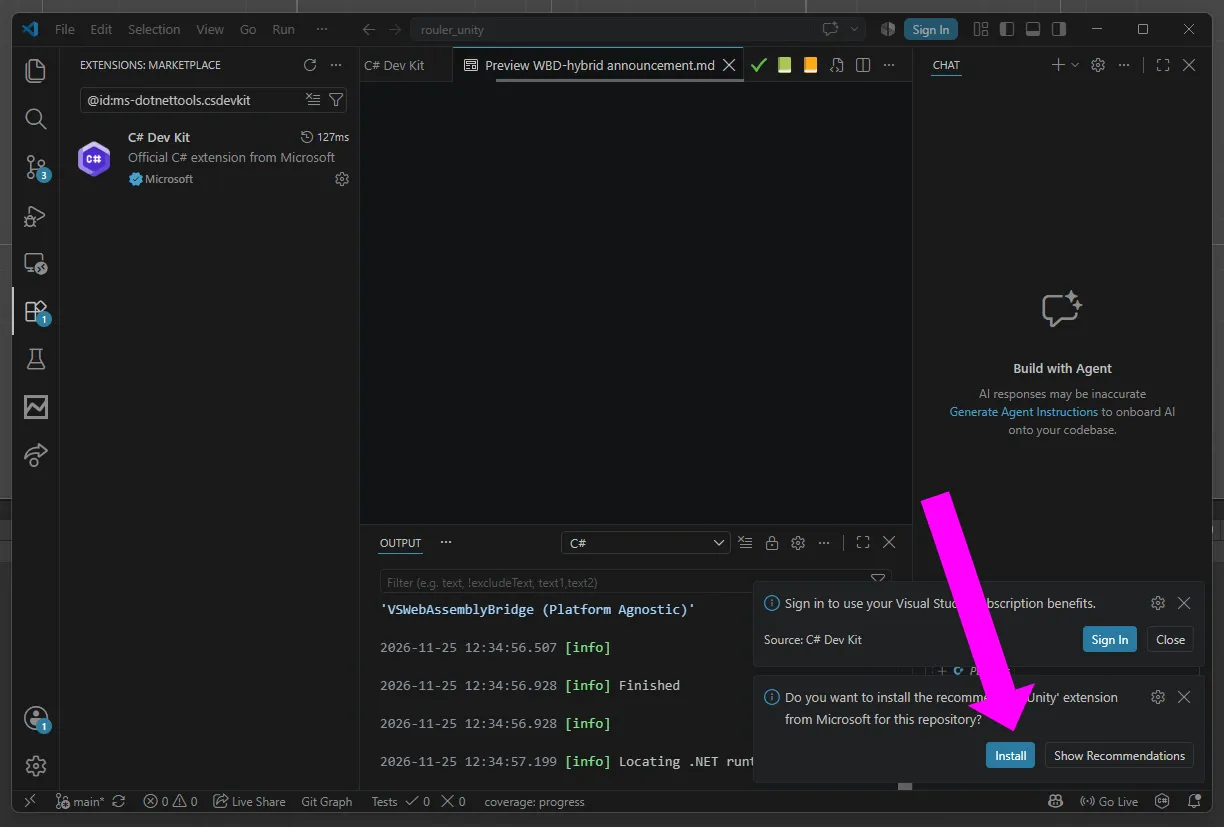 File Edit Selection View Go Run ···
rouler_unity
Sign In
EXTENSIONS: MARKETPLACE
C# Dev Kit
Preview WBD-hybrid announcement.md
CHAT
@id:ms-dotnettools.csdevkit
C# Dev Kit
127ms
C#
Official C# extension from Microsoft
Microsoft
3
1
Build with Agent
AI responses may be inaccurate
Generate Agent Instructions to onboard AI
onto your codebase.
OUTPUT
C#
Filter (e.g. text, !excludeText, text1,text2)
'VSWebAssemblyBridge (Platform Agnostic)'
2026-11-25 12:34:56.507 [info]
2026-11-25 12:34:56.928 [info] Finished
2026-11-25 12:34:56.928 [info]
2026-11-25 12:34:57.199 [info] Locating .NET runt
Sign in to use your Visual Stud bscription benefits.
Source: C# Dev Kit
Sign In
Close
Do you want to install the recomme Unity' extension
from Microsoft for this repository?
Install
Show Recommendations
1
main*
0
0
Live Share
Git Graph
Tests
0
0
coverage: progress
Go Live